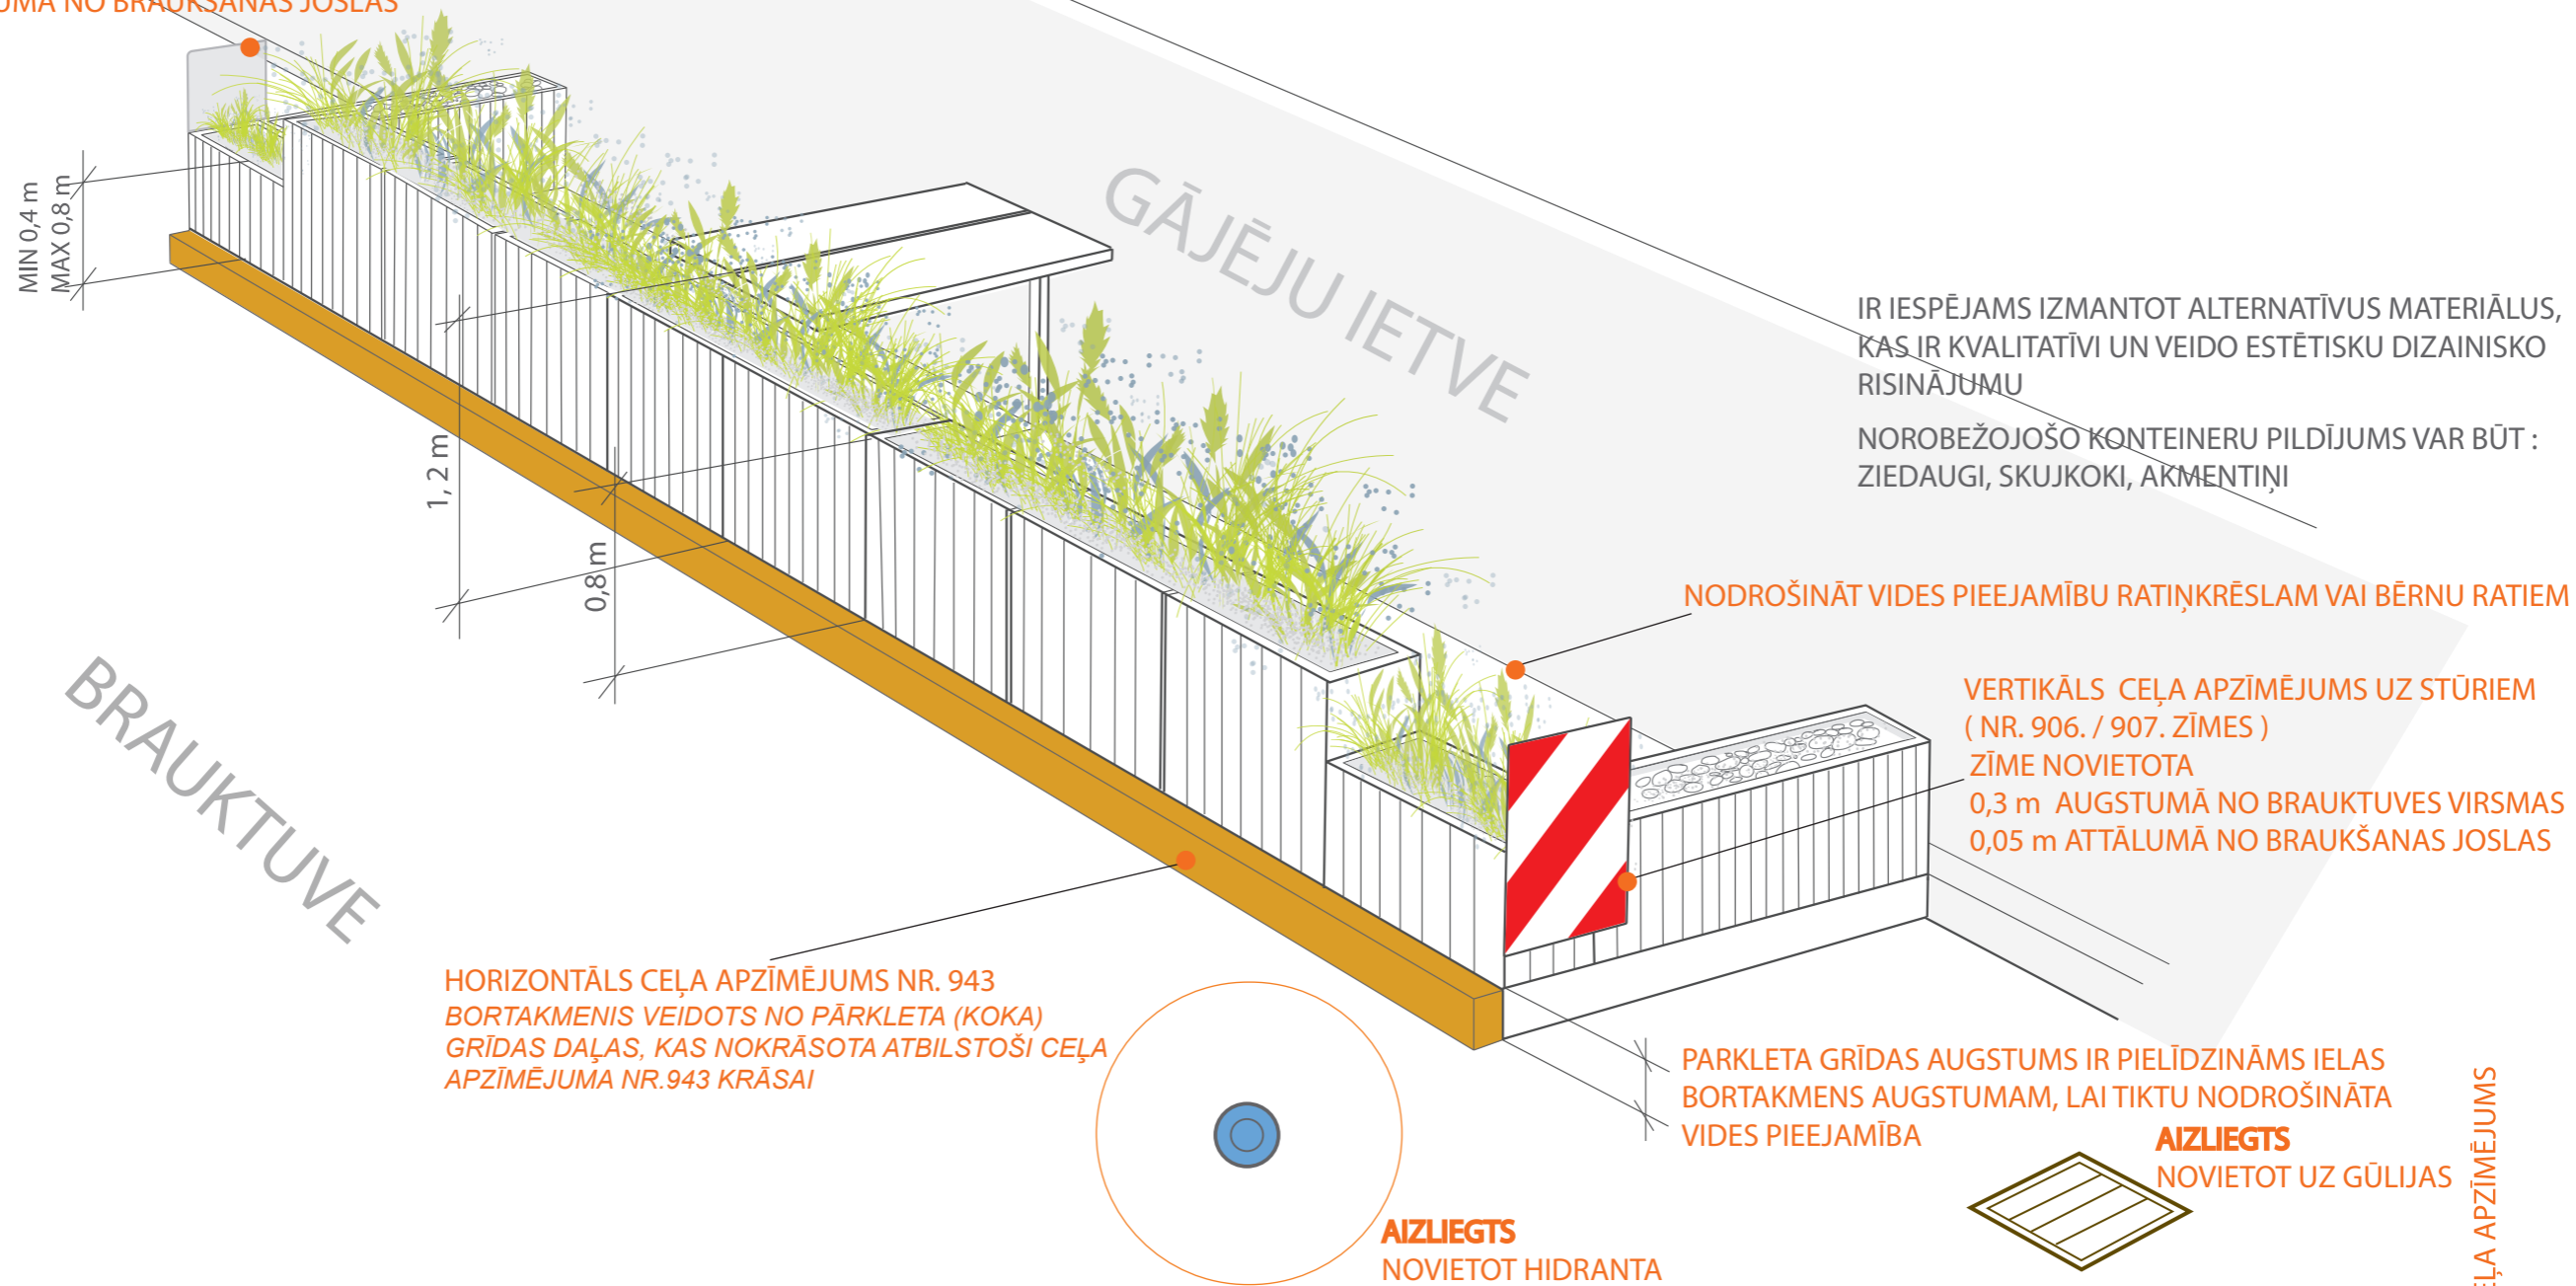 NO BRAUKŠANAS JOSLAS
MIN 0,4 m
MAX 0,8 m
1, 2 m
0,8 m
GĀJĒJU IETVE
BRAUKTUVE
IR IESPĒJAMS IZMANTOT ALTERNATĪVUS MATERIĀLUS,
KAS IR KVALITATĪVI UN VEIDO ESTĒTISKU DIZAINISKO
RISINĀJUMU
NOROBEŽOJOŠO KONTEINERU PILDĪJUMS VAR BŪT :
ZIEDAUGI, SKUJKOKI, AKMENTIŅI
NODROŠINĀT VIDES PIEEJAMĪBU RATIŅKRĒSLAM VAI BĒRNU RATIEM
VERTIKĀLS CEĻA APZĪMĒJUMS UZ STŪRIEM
( NR. 906. / 907. ZĪMES )
ZĪME NOVIETOTA
0,3 m AUGSTUMĀ NO BRAUKTUVES VIRSMAS
0,05 m ATTĀLUMĀ NO BRAUKŠANAS JOSLAS
HORIZONTĀLS CEĻA APZĪMĒJUMS NR. 943
BORTAKMENIS VEIDOTS NO PĀRKLETA (KOKA)
GRĪDAS DAĻAS, KAS NOKRĀSOTA ATBILSTOŠI CEĻA
APZĪMĒJUMA NR.943 KRĀSAI
PARKLETA GRĪDAS AUGSTUMS IR PIELĪDZINĀMS IELAS
BORTAKMENS AUGSTUMAM, LAI TIKTU NODROŠINĀTA
VIDES PIEEJAMĪBA
AIZLIEGTS
NOVIETOT UZ GŪLIJAS
AIZLIEGTS
NOVIETOT HIDRANTA
APZĪMĒJUMS